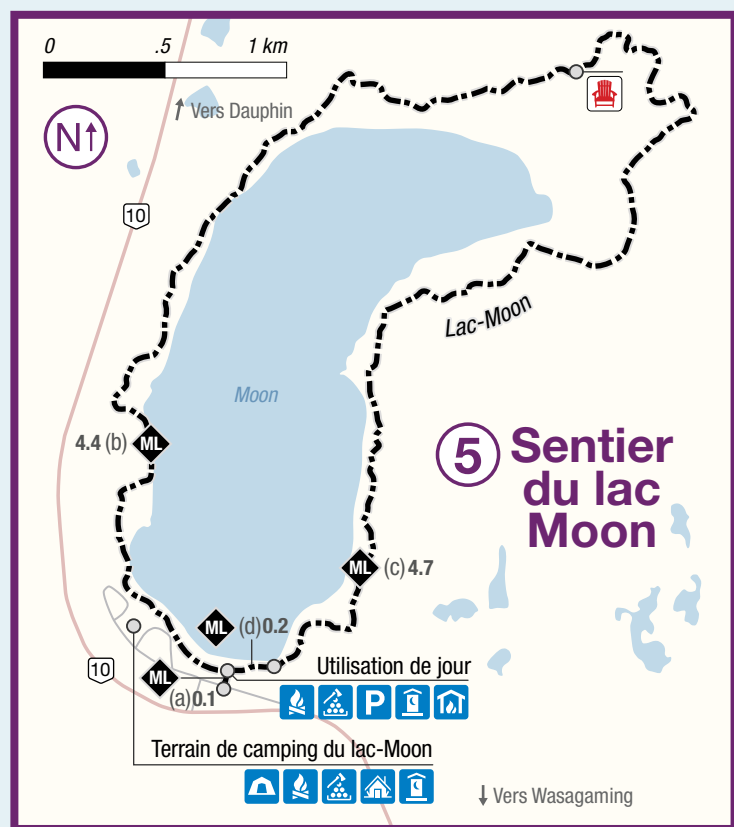 0 .5 1 km
Vers Dauphin
N
10
Lac-Moon
Moon
4.4 (b) ML
5 Sentier
du lac
Moon
ML (c) 4.7
ML (d) 0.2
10
ML
(a) 0.1
Utilisation de jour
P
Terrain de camping du lac-Moon
Vers Wasagaming